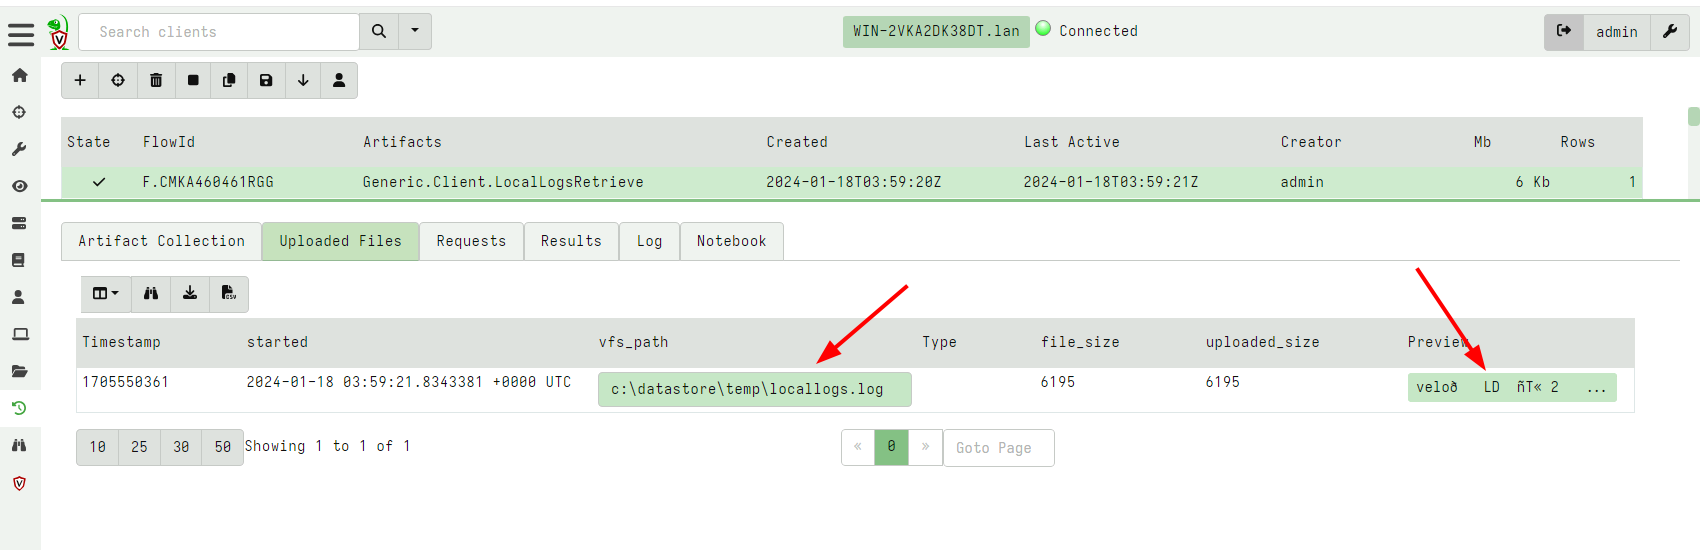 Search clients
WIN-2VKA2DK38DT.lan Connected
admin
State FlowId Artifacts Created Last Active Creator Mb Rows
F.CMKA460461RGG Generic.Client.LocalLogsRetrieve 2024-01-18T03:59:20Z 2024-01-18T03:59:21Z admin 6 Kb 1
Artifact Collection Uploaded Files Requests Results Log Notebook
Timestamp started vfs_path Type file_size uploaded_size Preview
1705550361 2024-01-18 03:59:21.8343381 +0000 UTC c:\datastore\temp\locallogs.log 6195 6195 veloð LD ñT« 2 ...
10 25 30 50 Showing 1 to 1 of 1 « 0 » Goto Page